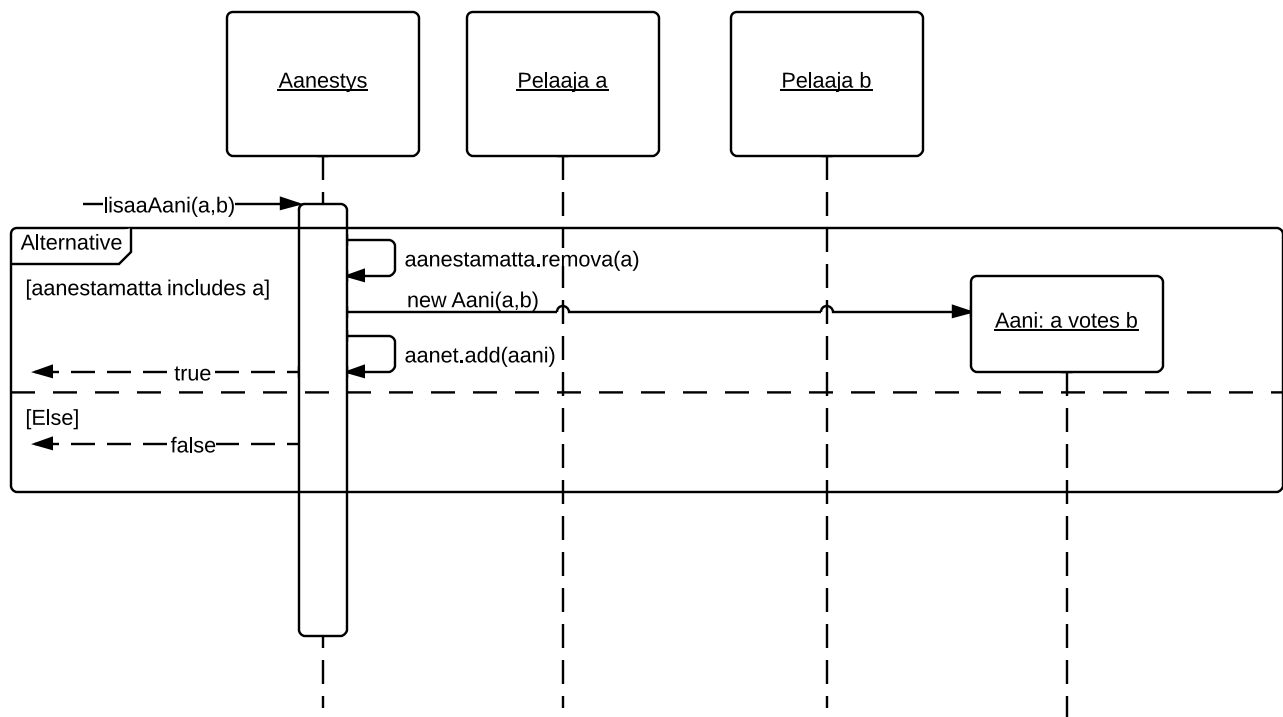 Aanestys
Pelaaja a
Pelaaja b
lisaaAani(a,b)
Alternative
aanestamatta.remova(a)
[aanestamatta includes a]
new Aani(a,b)
Aani: a votes b
aanet.add(aani)
true
[Else]
false